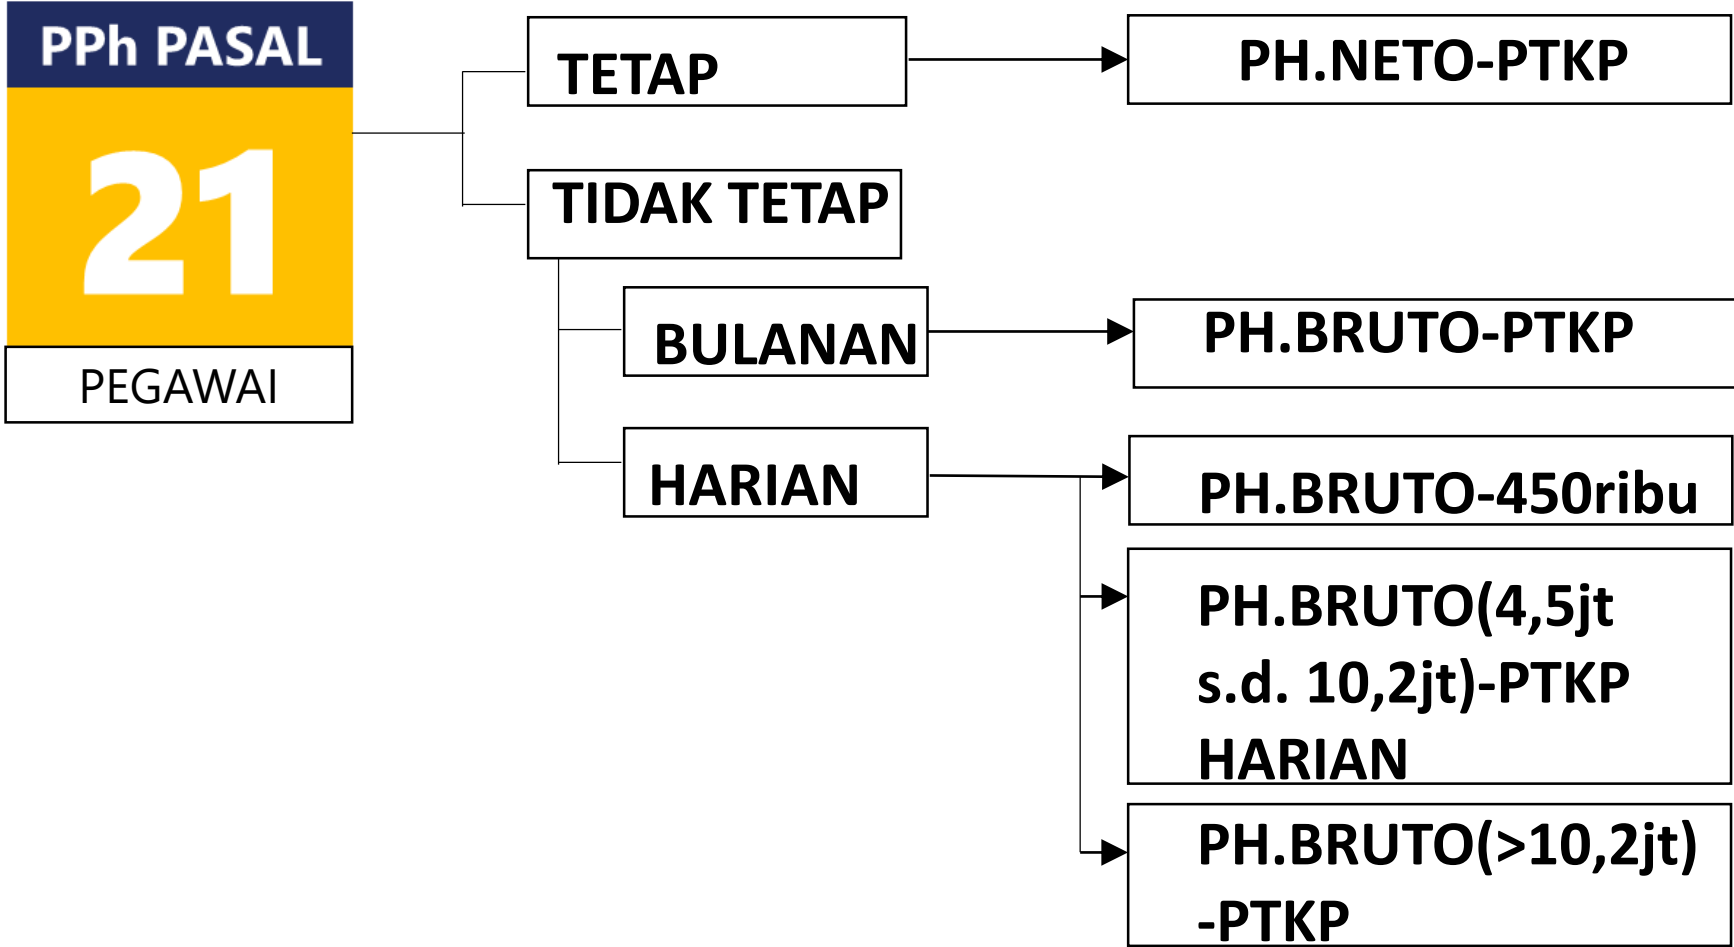 PPh PASAL
21
PEGAWAI
TETAP
PH.NETO-PTKP
TIDAK TETAP
BULANAN
PH.BRUTO-PTKP
HARIAN
PH.BRUTO-450ribu
PH.BRUTO(4,5jt
s.d. 10,2jt)-PTKP
HARIAN
PH.BRUTO(>10,2jt)
-PTKP